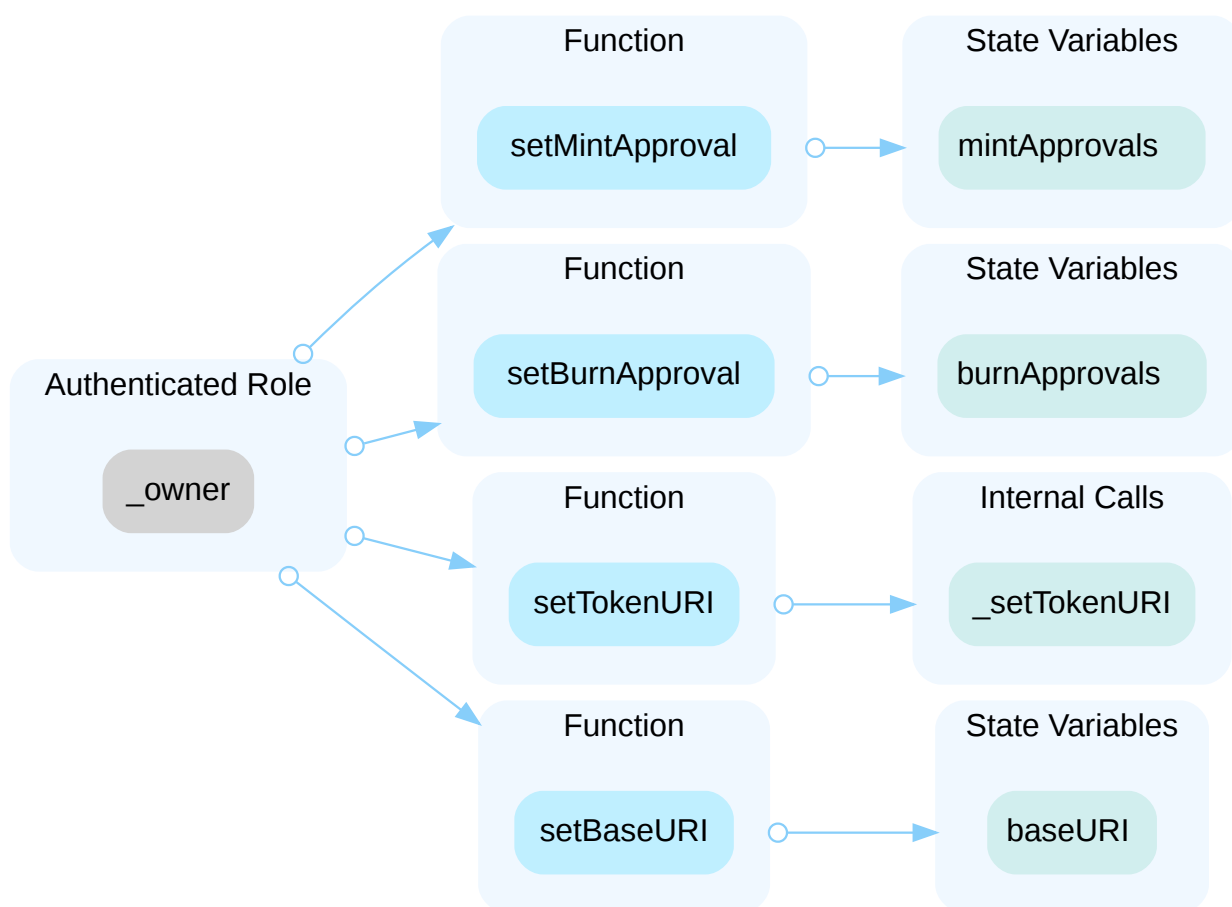 Function
State Variables
setMintApproval
mintApprovals
Function
State Variables
setBurnApproval
burnApprovals
Authenticated Role
_owner
Function
Internal Calls
setTokenURI
_setTokenURI
Function
State Variables
setBaseURI
baseURI